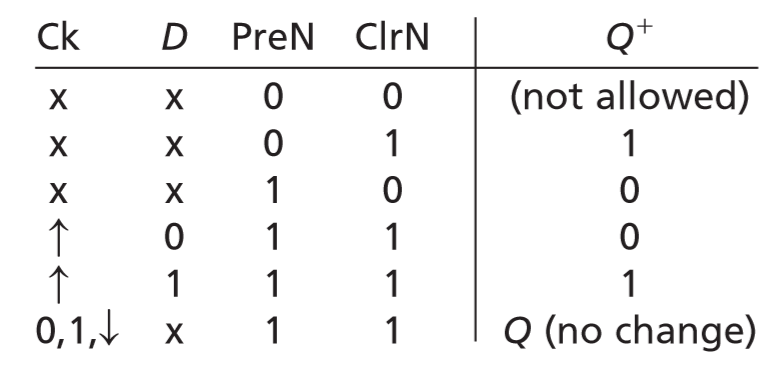 Ck D PreN ClrN Q⁺
x x 0 0 (not allowed)
x x 0 1 1
x x 1 0 0
↑ 0 1 1 0
↑ 1 1 1 1
0,1,↓ x 1 1 Q (no change)